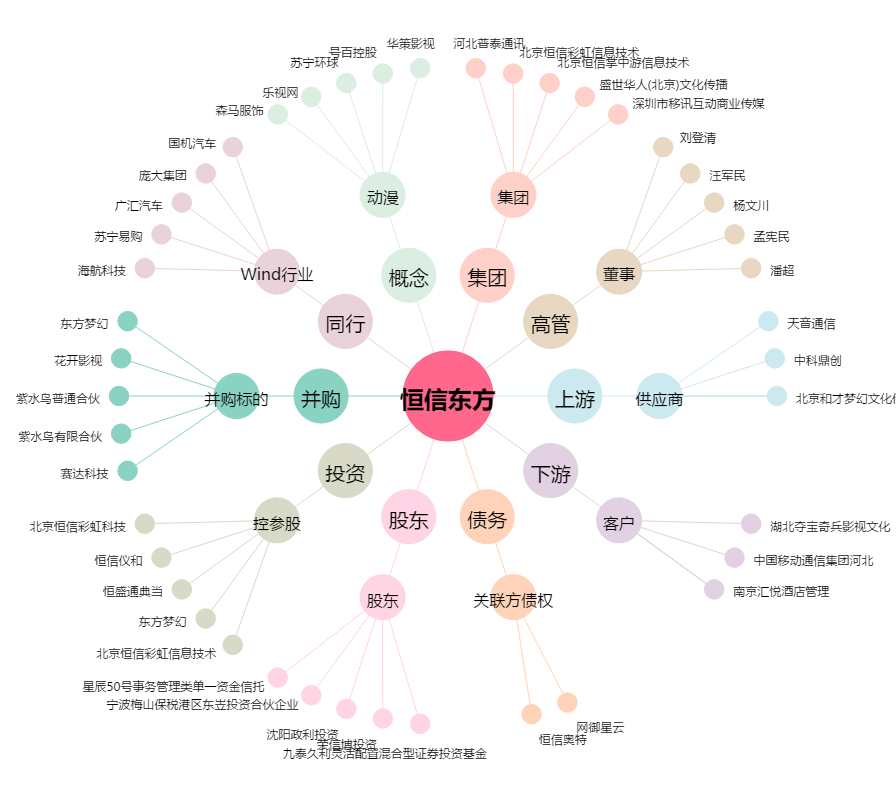 华策影视
号百控股
苏宁环球
乐视网
森马服饰
动漫
概念
河北普泰通讯
北京恒信彩虹信息技术
北京恒信掌中游信息技术
盛世华人(北京)文化传播
深圳市移讯互动商业传媒
集团
集团
国机汽车
庞大集团
广汇汽车
苏宁易购
海航科技
Wind行业
同行
刘登清
汪军民
杨文川
孟宪民
潘超
董事
高管
东方梦幻
花开影视
紫水鸟普通合伙
紫水鸟有限合伙
赛达科技
并购标的
并购
恒信东方
上游
供应商
天音通信
中科鼎创
北京和才梦幻文化
投资
控参股
北京恒信彩虹科技
恒信仪和
恒盛通典当
东方梦幻
北京恒信彩虹信息技术
下游
客户
湖北夺宝奇兵影视文化
中国移动通信集团河北
南京汇悦酒店管理
股东
股东
星辰50号事务管理类单一资金信托
宁波梅山保税港区东岦投资合伙企业
沈阳政利投资
荣信博投资
九泰久利灵活配置混合型证券投资基金
债务
关联方债权
网御星云
恒信奥特